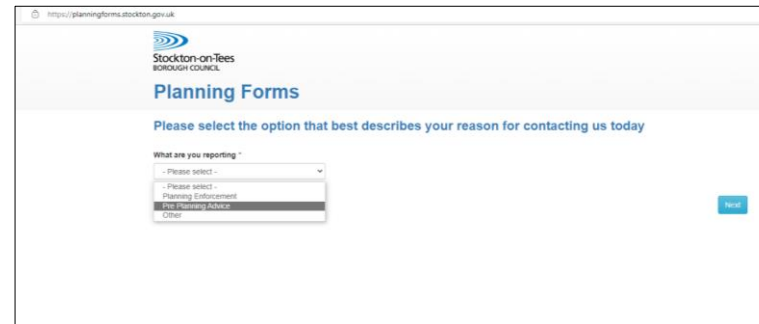 https://planningforms.stockton.gov.uk
Stockton-on-Tees
BOROUGH COUNCIL
Planning Forms
Please select the option that best describes your reason for contacting us today
What are you reporting *
- Please select -
- Please select -
Planning Enforcement
Pre Planning Advice
Other
Next